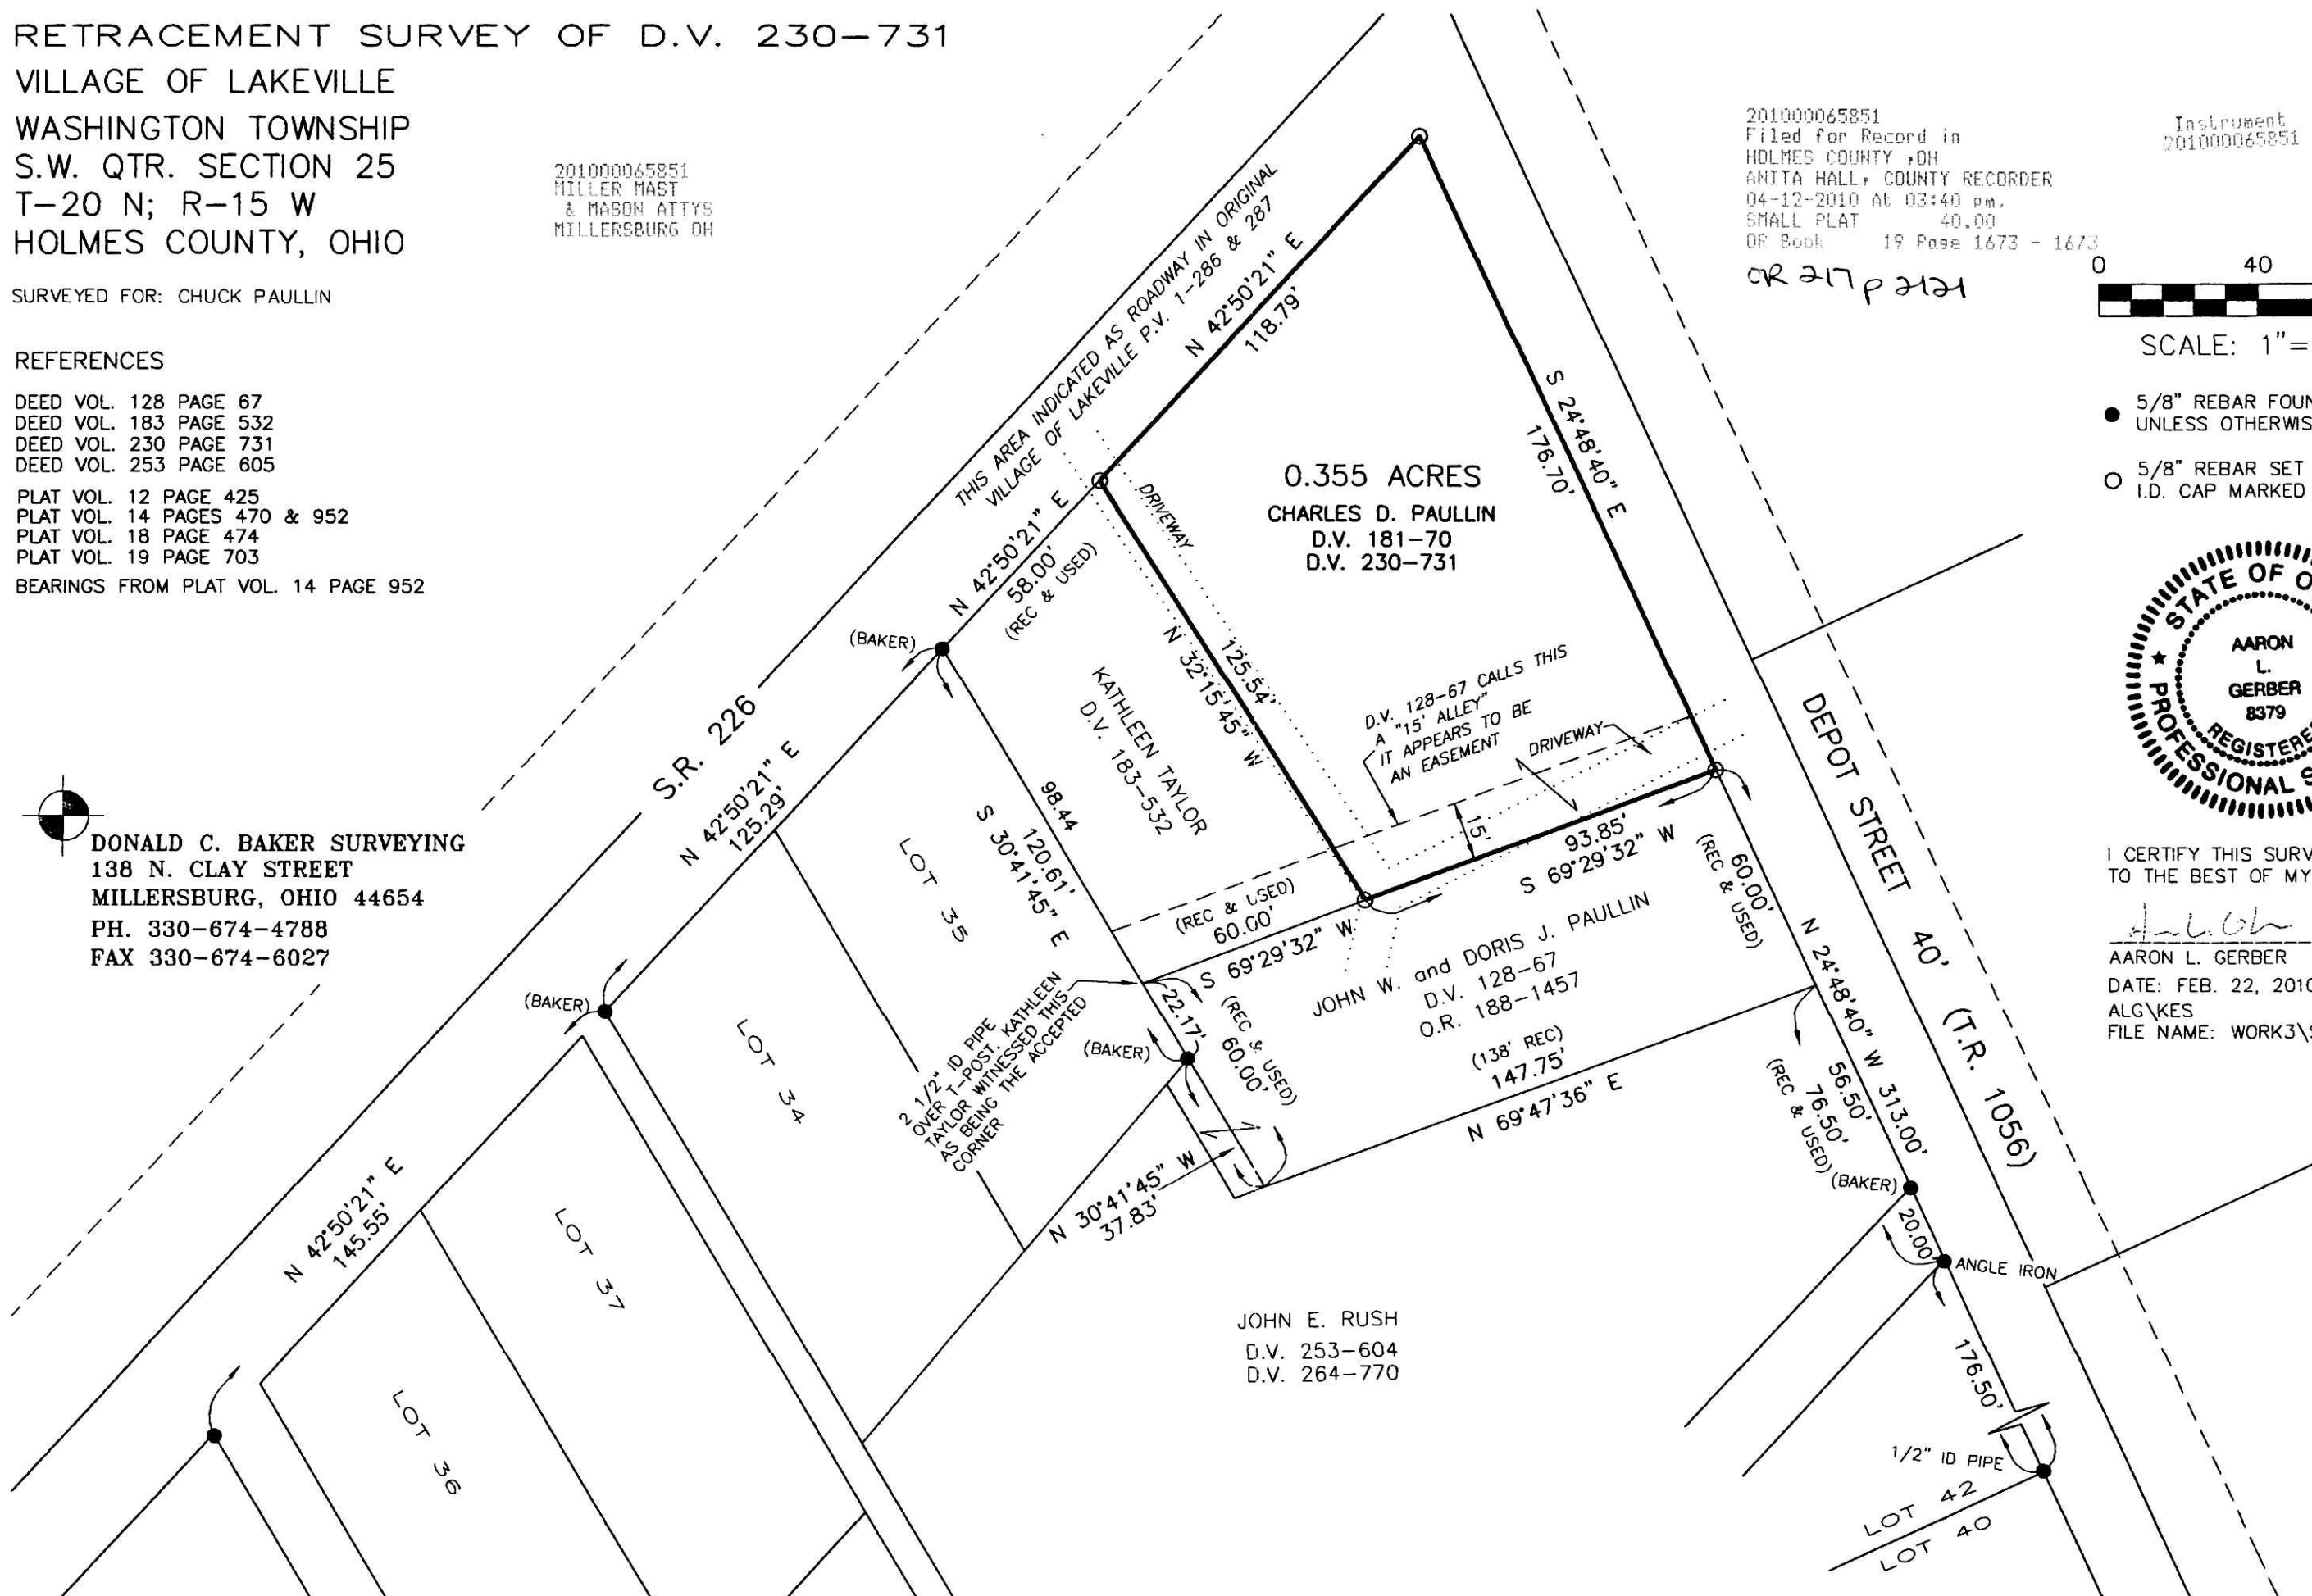 RETRACEMENT SURVEY OF D.V. 230-731
VILLAGE OF LAKEVILLE
WASHINGTON TOWNSHIP
S.W. QTR. SECTION 25
T-20 N; R-15 W
HOLMES COUNTY, OHIO
SURVEYED FOR: CHUCK PAULLIN
REFERENCES
DEED VOL. 128 PAGE 67
DEED VOL. 183 PAGE 532
DEED VOL. 230 PAGE 731
DEED VOL. 253 PAGE 605
PLAT VOL. 12 PAGE 425
PLAT VOL. 14 PAGES 470 & 952
PLAT VOL. 18 PAGE 474
PLAT VOL. 19 PAGE 703
BEARINGS FROM PLAT VOL. 14 PAGE 952
201000065851
MILLER MAST
& MASON ATTYS
MILLERSBURG OH
201000065851
Filed for Record in
HOLMES COUNTY ,OH
ANITA HALL, COUNTY RECORDER
04-12-2010 At 03:40 pm.
SMALL PLAT 40.00
OR Book 19 Page 1673 - 1673
Instrument
201000065851
OR 217 p 2121
0 40
SCALE: 1"=
5/8" REBAR FOUN
UNLESS OTHERWIS
5/8" REBAR SET
I.D. CAP MARKED
STATE OF O
AARON
L.
GERBER
8379
REGISTERE
PROFESSIONAL S
I CERTIFY THIS SURV
TO THE BEST OF MY
AARON L. GERBER
DATE: FEB. 22, 2010
ALG\KES
FILE NAME: WORK3\S
DONALD C. BAKER SURVEYING
138 N. CLAY STREET
MILLERSBURG, OHIO 44654
PH. 330-674-4788
FAX 330-674-6027
THIS AREA INDICATED AS ROADWAY IN ORIGINAL
VILLAGE OF LAKEVILLE P.V. 1-286 & 287
N 42°50'21" E
118.79'
S 24°48'40" E
176.70'
0.355 ACRES
CHARLES D. PAULLIN
D.V. 181-70
D.V. 230-731
DRIVEWAY
N 42°50'21" E
58.00'
(REC & USED)
(BAKER)
125.54'
N 32°15'45" W
KATHLEEN TAYLOR
D.V. 183-532
D.V. 128-67 CALLS THIS
A "15' ALLEY"
IT APPEARS TO BE
AN EASEMENT
DRIVEWAY
15'
93.85'
S 69°29'32" W
S.R. 226
N 42°50'21" E
125.29'
98.44
120.61'
S 30°41'45" E
LOT 35
(REC & USED)
60.00'
S 69°29'32" W
JOHN W. and DORIS J. PAULLIN
D.V. 128-67
O.R. 188-1457
60.00'
(REC & USED)
DEPOT STREET 40' (T.R. 1056)
N 24°48'40" W 313.00'
56.50'
76.50'
(REC & USED)
(138' REC)
147.75'
N 69°47'36" E
22.17'
(REC & USED)
60.00'
(BAKER)
2 1/2" ID PIPE
OVER T-POST. KATHLEEN
TAYLOR WITNESSED THIS
AS BEING THE ACCEPTED
CORNER
N 30°41'45" W
37.83'
(BAKER)
LOT 34
N 42°50'21" E
145.55'
LOT 37
LOT 36
JOHN E. RUSH
D.V. 253-604
D.V. 264-770
(BAKER)
20.00'
ANGLE IRON
176.50'
1/2" ID PIPE
LOT 42
LOT 40